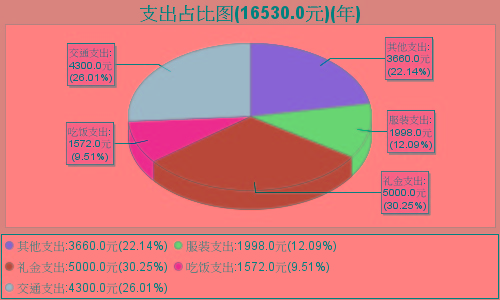 支出占比图(16530.0元)(年)
交通支出:
4300.0元
(26.01%)
其他支出:
3660.0元
(22.14%)
吃饭支出:
1572.0元
(9.51%)
服装支出:
1998.0元
(12.09%)
礼金支出:
5000.0元
(30.25%)
其他支出:3660.0元(22.14%) 服装支出:1998.0元(12.09%)
礼金支出:5000.0元(30.25%) 吃饭支出:1572.0元(9.51%)
交通支出:4300.0元(26.01%)